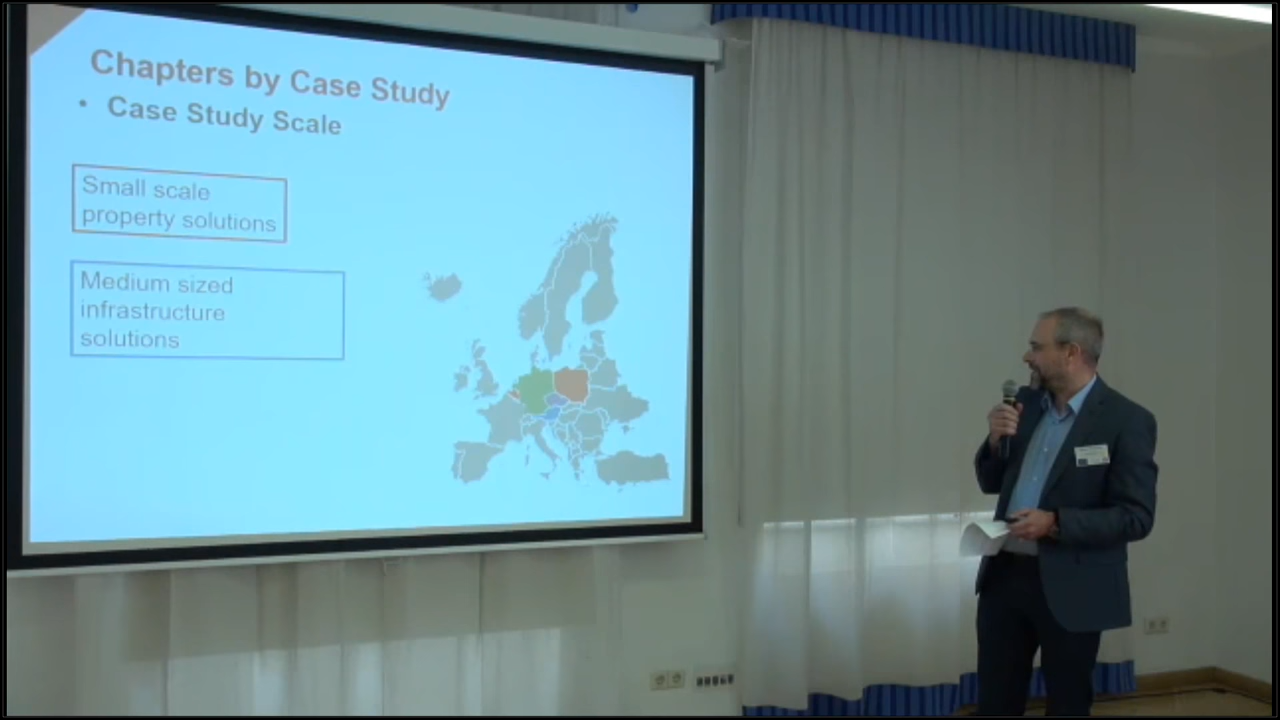 Chapters by Case Study
• Case Study Scale
Small scale
property solutions
Medium sized
infrastructure
solutions